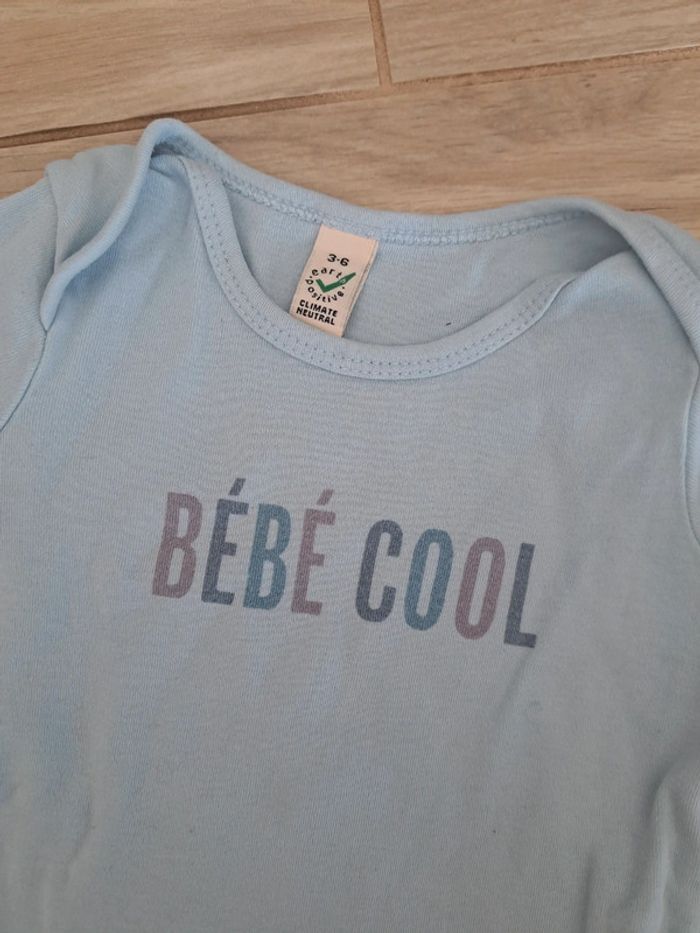 3-6
earth
positive
CLIMATE
NEUTRAL
BÉBÉ COOL